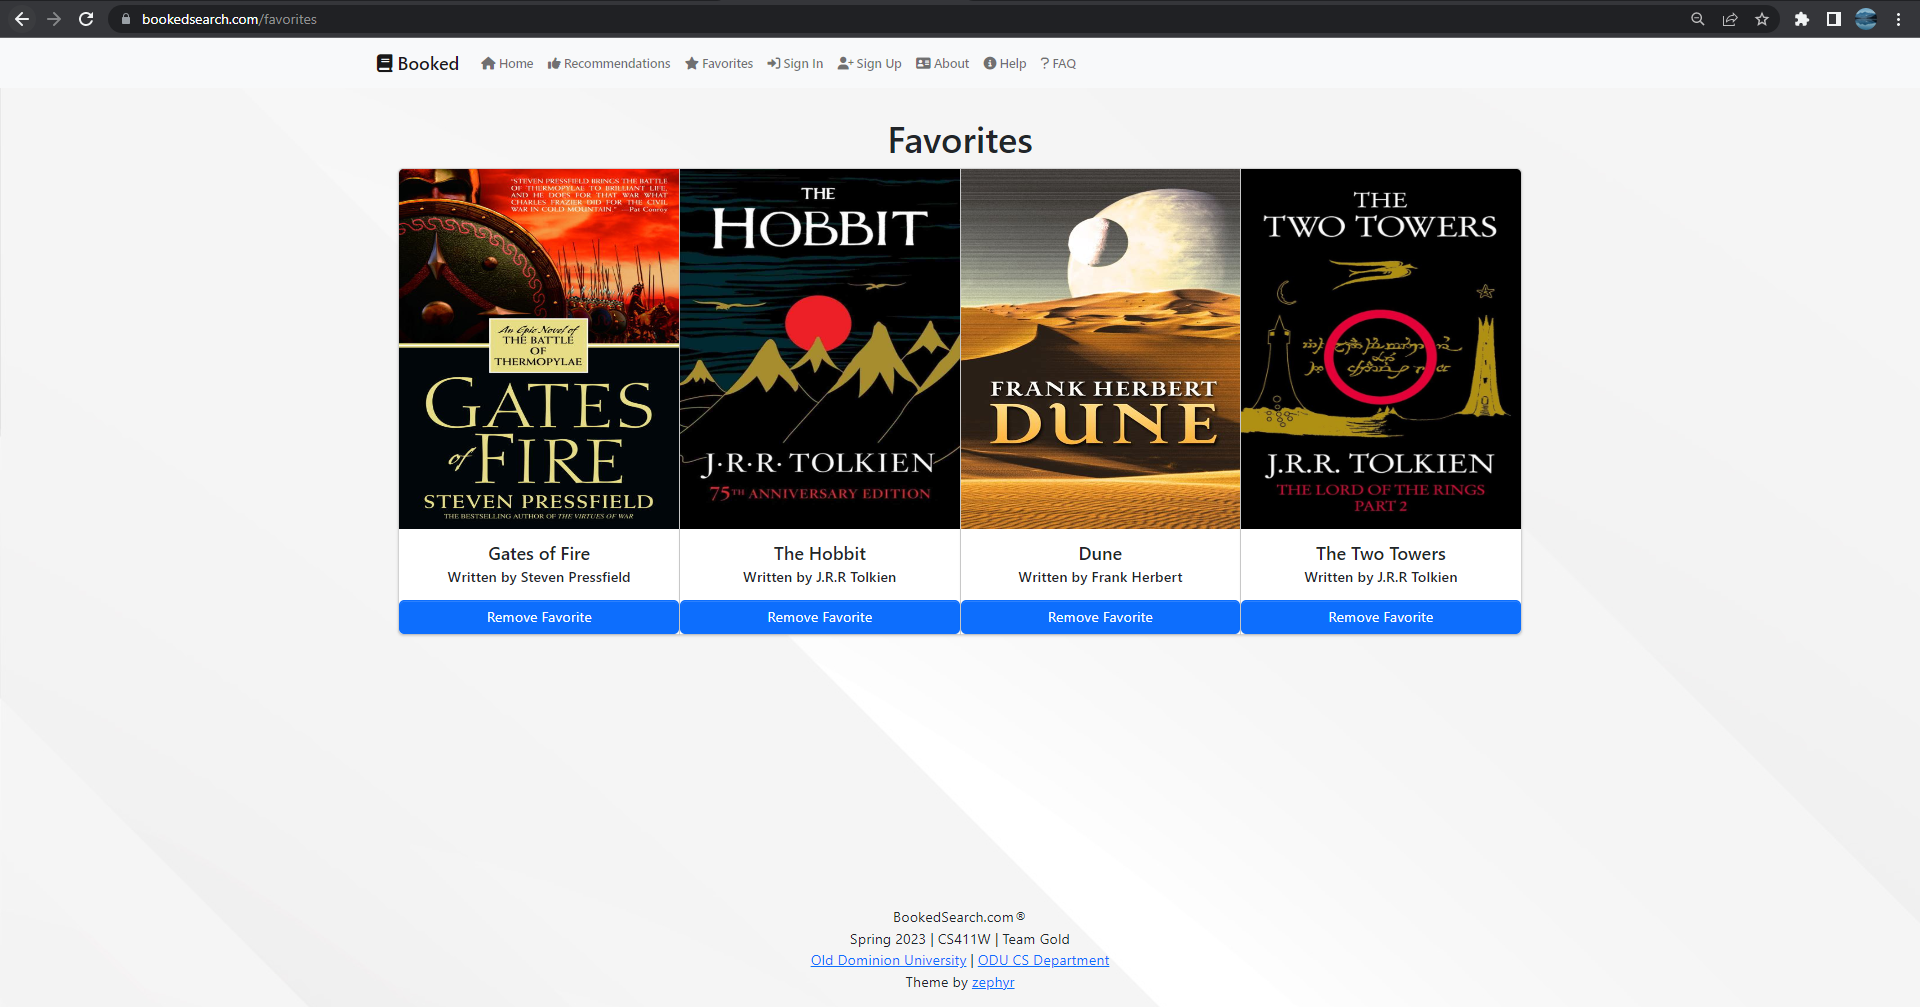 bookedsearch.com/favorites
Booked Home Recommendations Favorites Sign In Sign Up About Help ? FAQ
Favorites
"STEVEN PRESSFIELD BRINGS THE BATTLE
OF THERMOPYLAE TO BRILLIANT LIFE,
AND HE DOES FOR THAT WAR WHAT
CHARLES FRAZIER DID FOR THE CIVIL
WAR IN COLD MOUNTAIN." —Pat Conroy
An Epic Novel of
THE BATTLE
OF
THERMOPYLAE
GATES
of FIRE
STEVEN PRESSFIELD
THE BESTSELLING AUTHOR OF THE VIRTUES OF WAR
THE
HOBBIT
J·R·R· TOLKIEN
75TH ANNIVERSARY EDITION
FRANK HERBERT
DUNE
THE
TWO TOWERS
J.R.R. TOLKIEN
THE LORD OF THE RINGS
PART 2
Gates of Fire
Written by Steven Pressfield
Remove Favorite
The Hobbit
Written by J.R.R Tolkien
Remove Favorite
Dune
Written by Frank Herbert
Remove Favorite
The Two Towers
Written by J.R.R Tolkien
Remove Favorite
BookedSearch.com ®
Spring 2023 | CS411W | Team Gold
Old Dominion University | ODU CS Department
Theme by zephyr